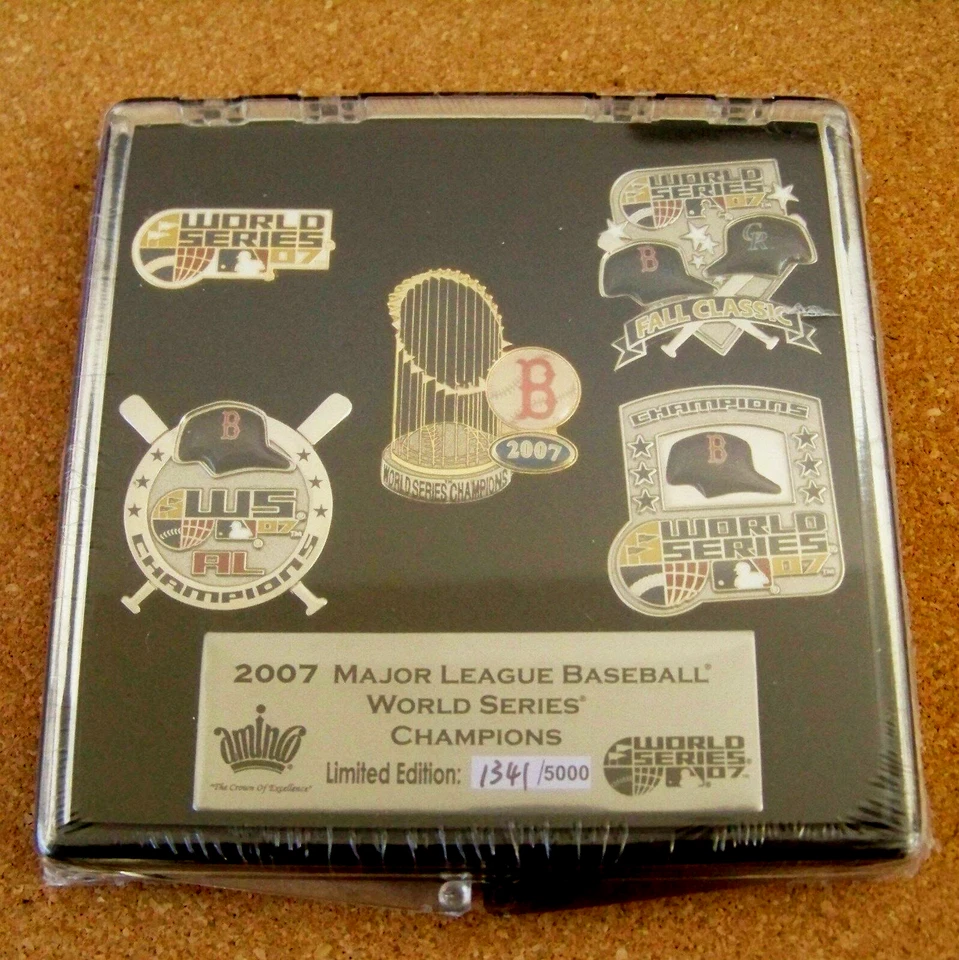 WORLD
SERIES
07
WORLD
SERIES
07
B
CR
FALL CLASSIC
B
2007
WORLD SERIES CHAMPIONS
B
WS
07
AL
CHAMPIONS
CHAMPIONS
B
WORLD
SERIES
07
2007 MAJOR LEAGUE BASEBALL®
WORLD SERIES®
CHAMPIONS
amino
"The Crown Of Excellence"
Limited Edition: 1341/5000
WORLD
SERIES
07